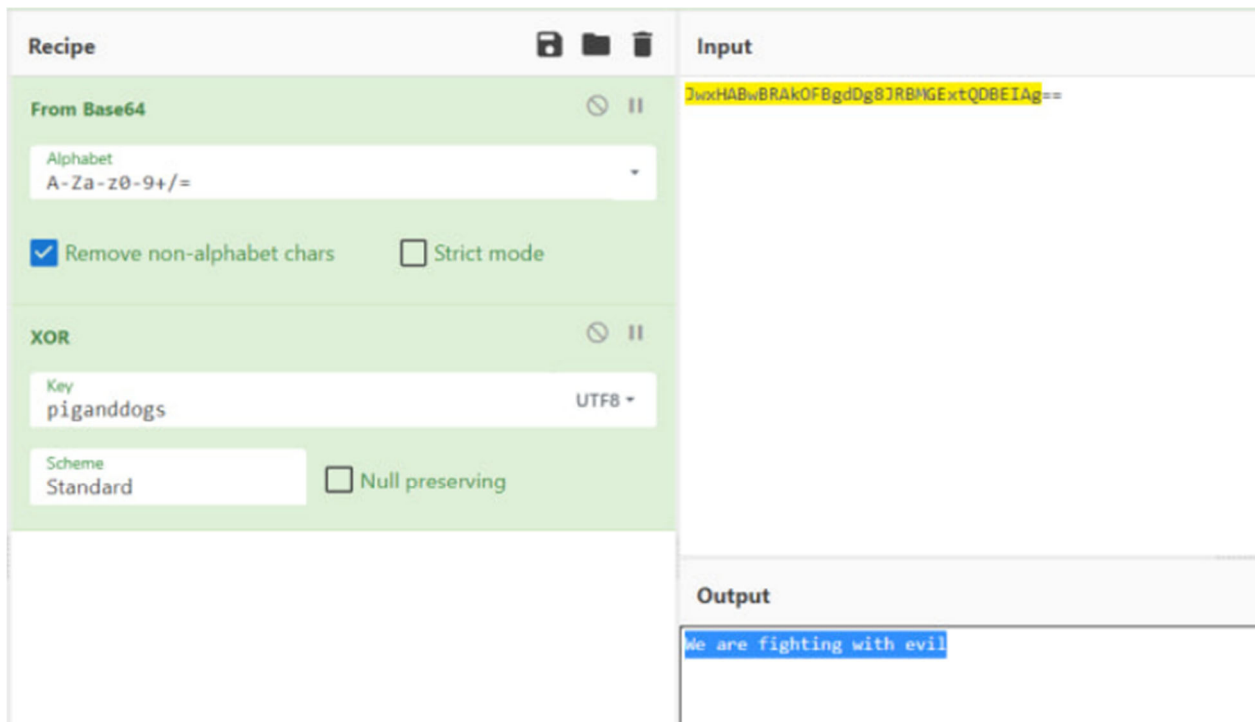 Recipe
Input
From Base64
Alphabet
A-Za-z0-9+/=
Remove non-alphabet chars
Strict mode
XOR
Key
piganddogs
UTF8
Scheme
Standard
Null preserving
JwxHABwBRAkOFBgdDg8JRBMGExtQDBEIAg==
Output
We are fighting with evil